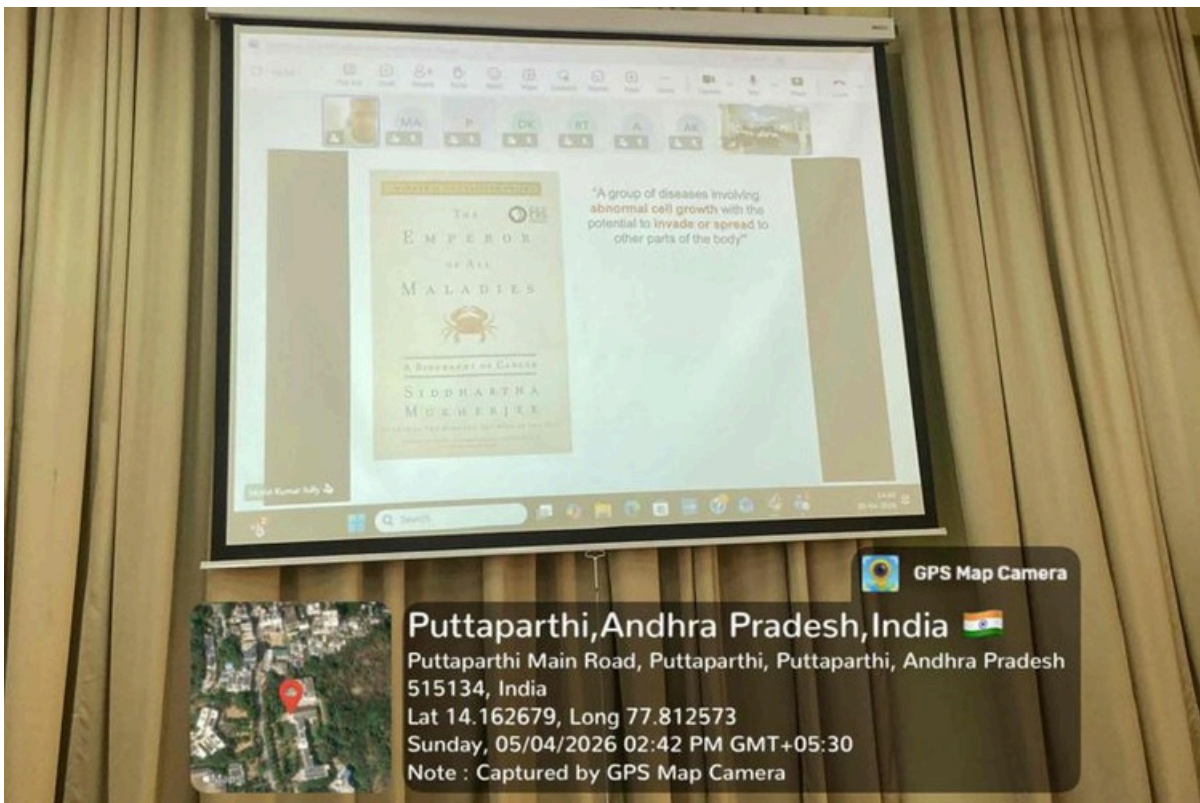 MA
P
DK
RT
A
AK
THE
EMPEROR
OF ALL
MALADIES
A BIOGRAPHY OF CANCER
SIDDHARTHA
MUKHERJEE
PBS
"A group of diseases involving
abnormal cell growth with the
potential to invade or spread to
other parts of the body"
Search
GPS Map Camera
Puttaparthi,Andhra Pradesh,India
Puttaparthi Main Road, Puttaparthi, Puttaparthi, Andhra Pradesh
515134, India
Lat 14.162679, Long 77.812573
Sunday, 05/04/2026 02:42 PM GMT+05:30
Note : Captured by GPS Map Camera